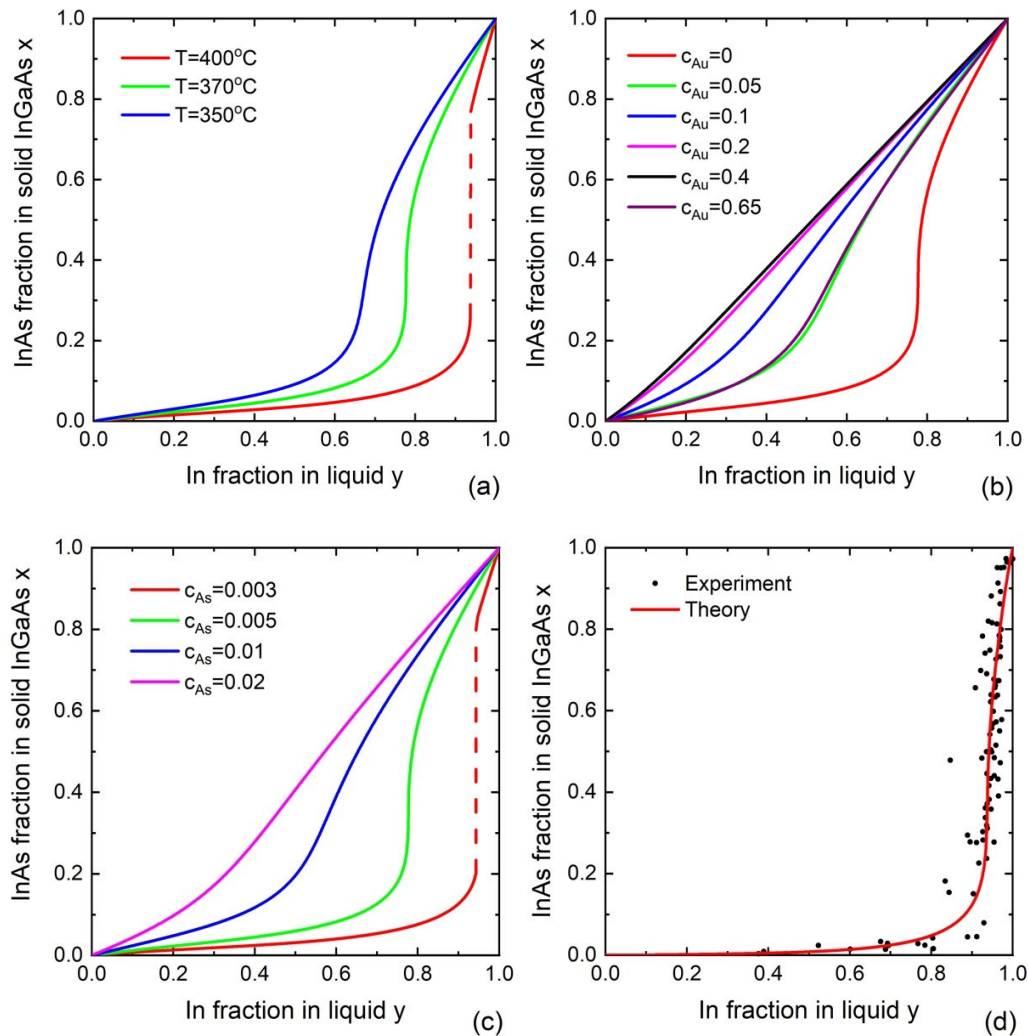 1.0
0.8
0.6
0.4
0.2
0.0
InAs fraction in solid InGaAs x
T=400°C
T=370°C
T=350°C
0.0 0.2 0.4 0.6 0.8 1.0
In fraction in liquid y
(a)
1.0
0.8
0.6
0.4
0.2
0.0
InAs fraction in solid InGaAs x
cAu=0
cAu=0.05
cAu=0.1
cAu=0.2
cAu=0.4
cAu=0.65
0.0 0.2 0.4 0.6 0.8 1.0
In fraction in liquid y
(b)
1.0
0.8
0.6
0.4
0.2
0.0
InAs fraction in solid InGaAs x
cAs=0.003
cAs=0.005
cAs=0.01
cAs=0.02
0.0 0.2 0.4 0.6 0.8 1.0
In fraction in liquid y
(c)
1.0
0.8
0.6
0.4
0.2
0.0
InAs fraction in solid InGaAs x
Experiment
Theory
0.0 0.2 0.4 0.6 0.8 1.0
In fraction in liquid y
(d)